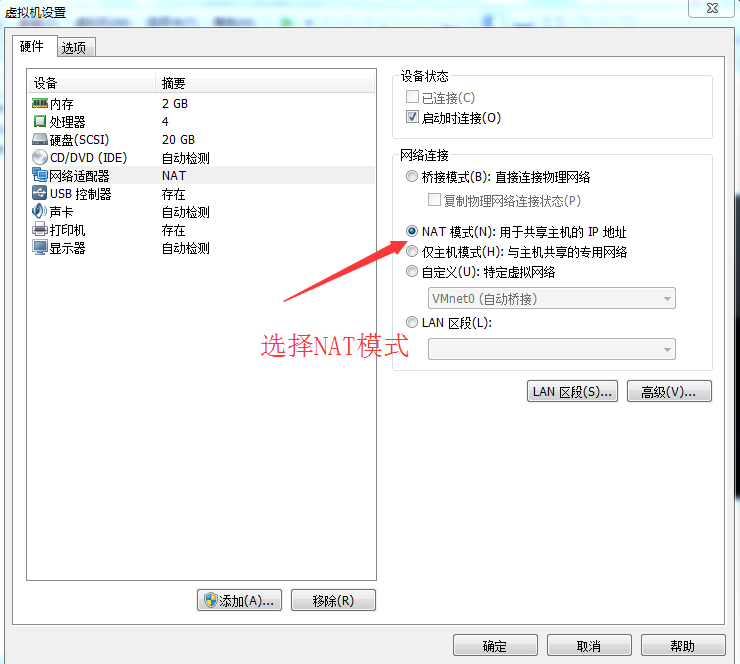 虚拟机设置
硬件 选项
设备 摘要
内存 2 GB
处理器 4
硬盘(SCSI) 20 GB
CD/DVD (IDE) 自动检测
网络适配器 NAT
USB 控制器 存在
声卡 自动检测
打印机 存在
显示器 自动检测
添加(A)... 移除(R)
设备状态
已连接(C)
启动时连接(O)
网络连接
桥接模式(B): 直接连接物理网络
复制物理网络连接状态(P)
NAT 模式(N): 用于共享主机的 IP 地址
仅主机模式(H): 与主机共享的专用网络
自定义(U): 特定虚拟网络
VMnet0 (自动桥接)
LAN 区段(L):
LAN 区段(S)... 高级(V)...
选择NAT模式
确定 取消 帮助